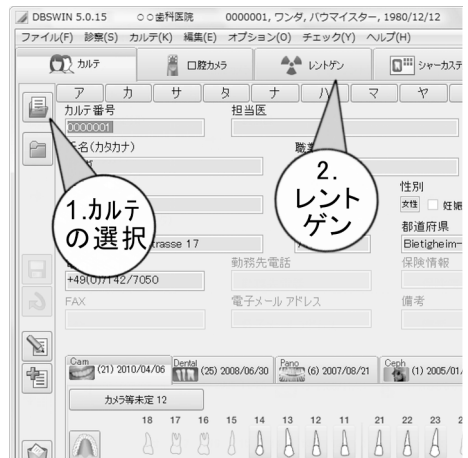 DBSWIN 5.0.15 ○○歯科医院 0000001, ワンダ, バウマイスター, 1980/12/12
ファイル(F) 診察(S) カルテ(K) 編集(E) オプション(O) チェック(Y) ヘルプ(H)
カルテ 口腔カメラ レントゲン シャーカステ
ア カ サ タ ナ ハ マ ヤ
カルテ番号 担当医
0000001
氏名(カタカナ) 職業
2.
レント
ゲン
1.カルテ
の選択
性別
女性 妊娠
都道府県
trasse 17 Bietigheim-
勤務先電話 保険情報
+49(0)7142/7050
FAX 電子メール アドレス 備考
Cam (21) 2010/04/06 Dental (25) 2008/06/30 Pano (6) 2007/08/21 Ceph (1) 2005/01/
カメラ等未定 12
18 17 16 15 14 13 12 11 21 22 23